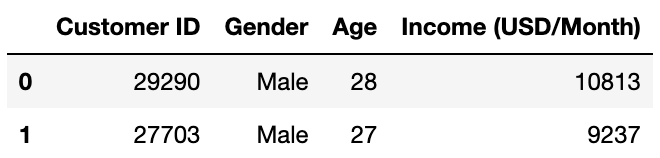 Customer ID Gender Age Income (USD/Month)
0 29290 Male 28 10813
1 27703 Male 27 9237